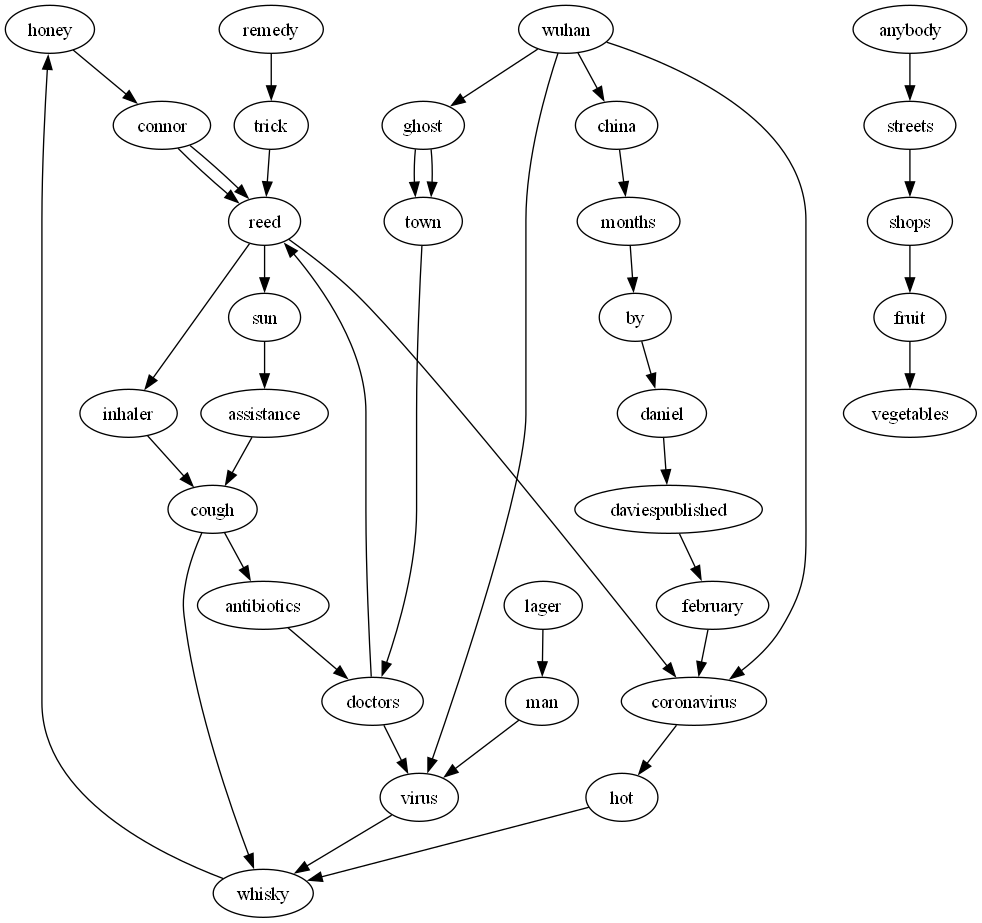 honey remedy wuhan anybody
connor trick ghost china streets
reed town months shops
sun by fruit
inhaler assistance daniel vegetables
cough daviespublished
antibiotics lager february
doctors man coronavirus
virus hot
whisky